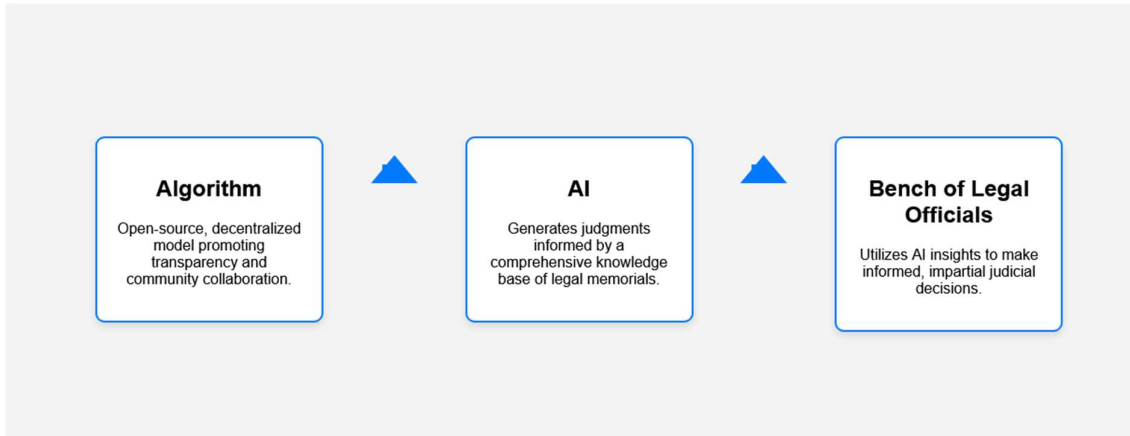 Algorithm
Open-source, decentralized
model promoting
transparency and
community collaboration.
AI
Generates judgments
informed by a
comprehensive knowledge
base of legal memorials.
Bench of Legal
Officials
Utilizes AI insights to make
informed, impartial judicial
decisions.